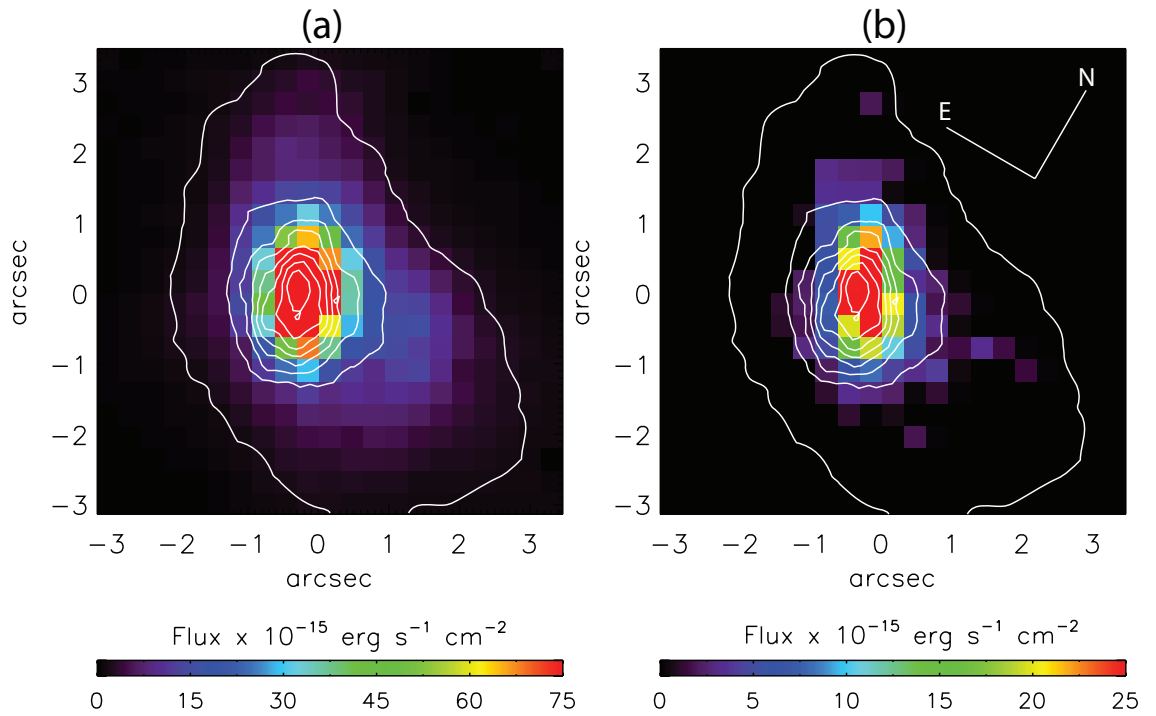 (a) (b)
3 3
2 2
1 1
0 0
−1 −1
−2 −2
−3 −3
arcsec arcsec
E N
−3 −2 −1 0 1 2 3 −3 −2 −1 0 1 2 3
arcsec arcsec
Flux x 10⁻¹⁵ erg s⁻¹ cm⁻² Flux x 10⁻¹⁵ erg s⁻¹ cm⁻²
0 15 30 45 60 75 0 5 10 15 20 25